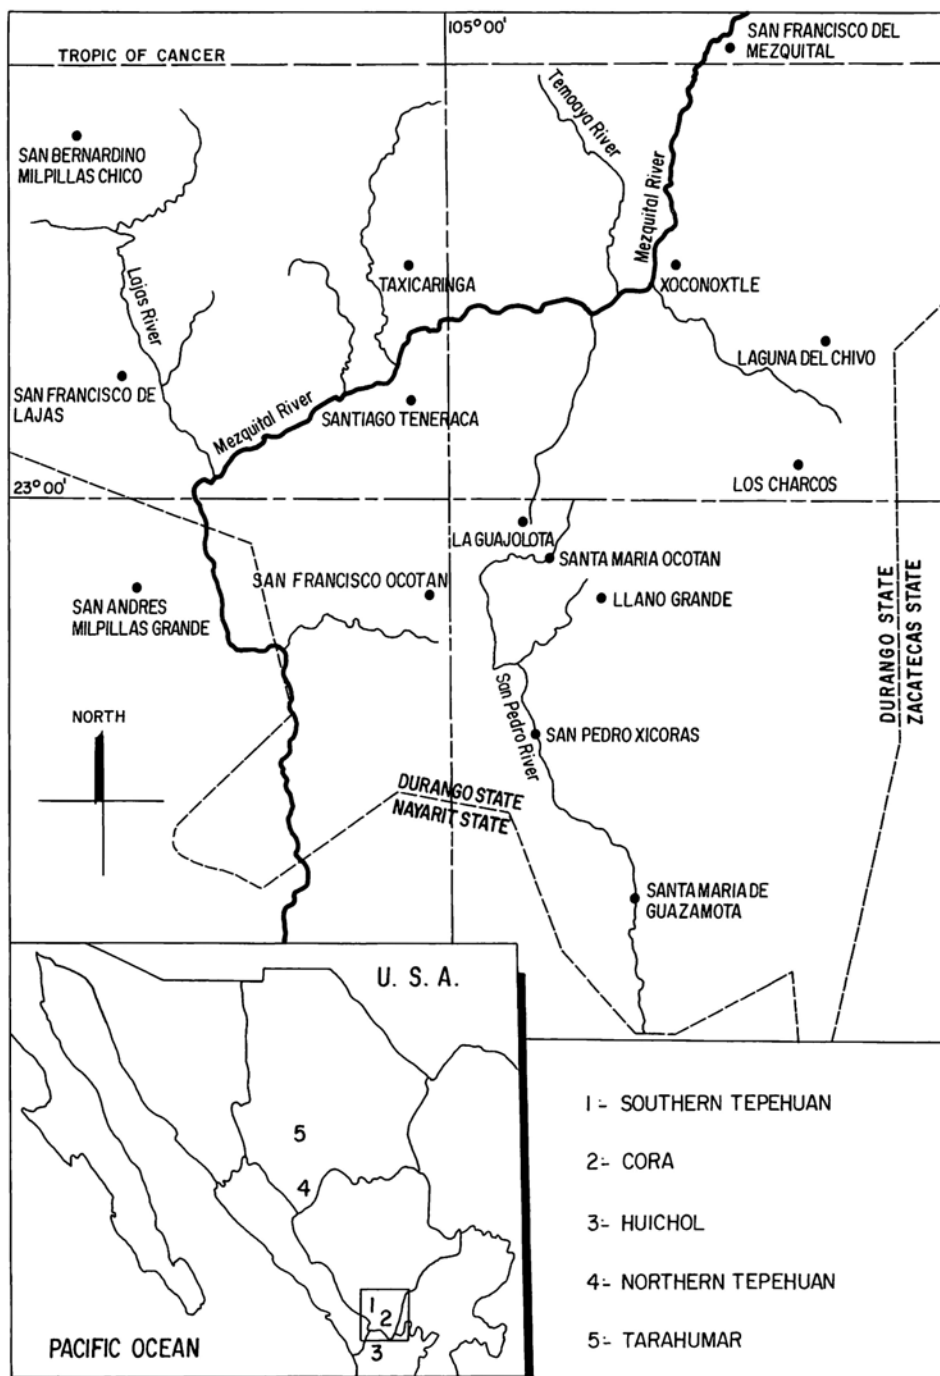 105°00'
SAN FRANCISCO DEL
MEZQUITAL
TROPIC OF CANCER
Temoaya River
Mezquital River
SAN BERNARDINO
MILPILLAS CHICO
Lajas River
TAXICARINGA
XOCONOXTLE
LAGUNA DEL CHIVO
SAN FRANCISCO DE
LAJAS
Mezquital River
SANTIAGO TENERACA
LOS CHARCOS
23°00'
LA GUAJOLOTA
SANTA MARIA OCOTAN
SAN FRANCISCO OCOTAN
LLANO GRANDE
SAN ANDRES
MILPILLAS GRANDE
DURANGO STATE
ZACATECAS STATE
NORTH
San Pedro River
SAN PEDRO XICORAS
DURANGO STATE
NAYARIT STATE
SANTA MARIA DE
GUAZAMOTA
U. S. A.
5
4
1
2
3
PACIFIC OCEAN
1:- SOUTHERN TEPEHUAN
2:- CORA
3:- HUICHOL
4:- NORTHERN TEPEHUAN
5:- TARAHUMAR